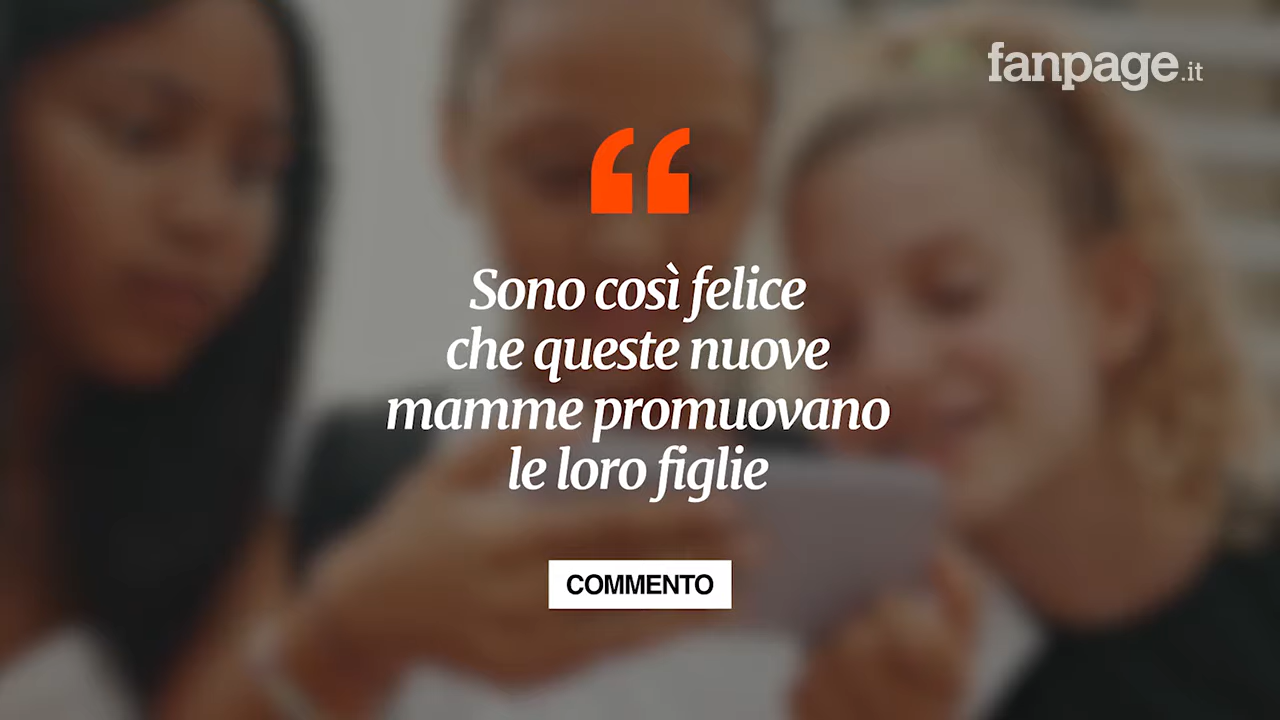 fanpage.it
“
Sono così felice
che queste nuove
mamme promuovano
le loro figlie
COMMENTO